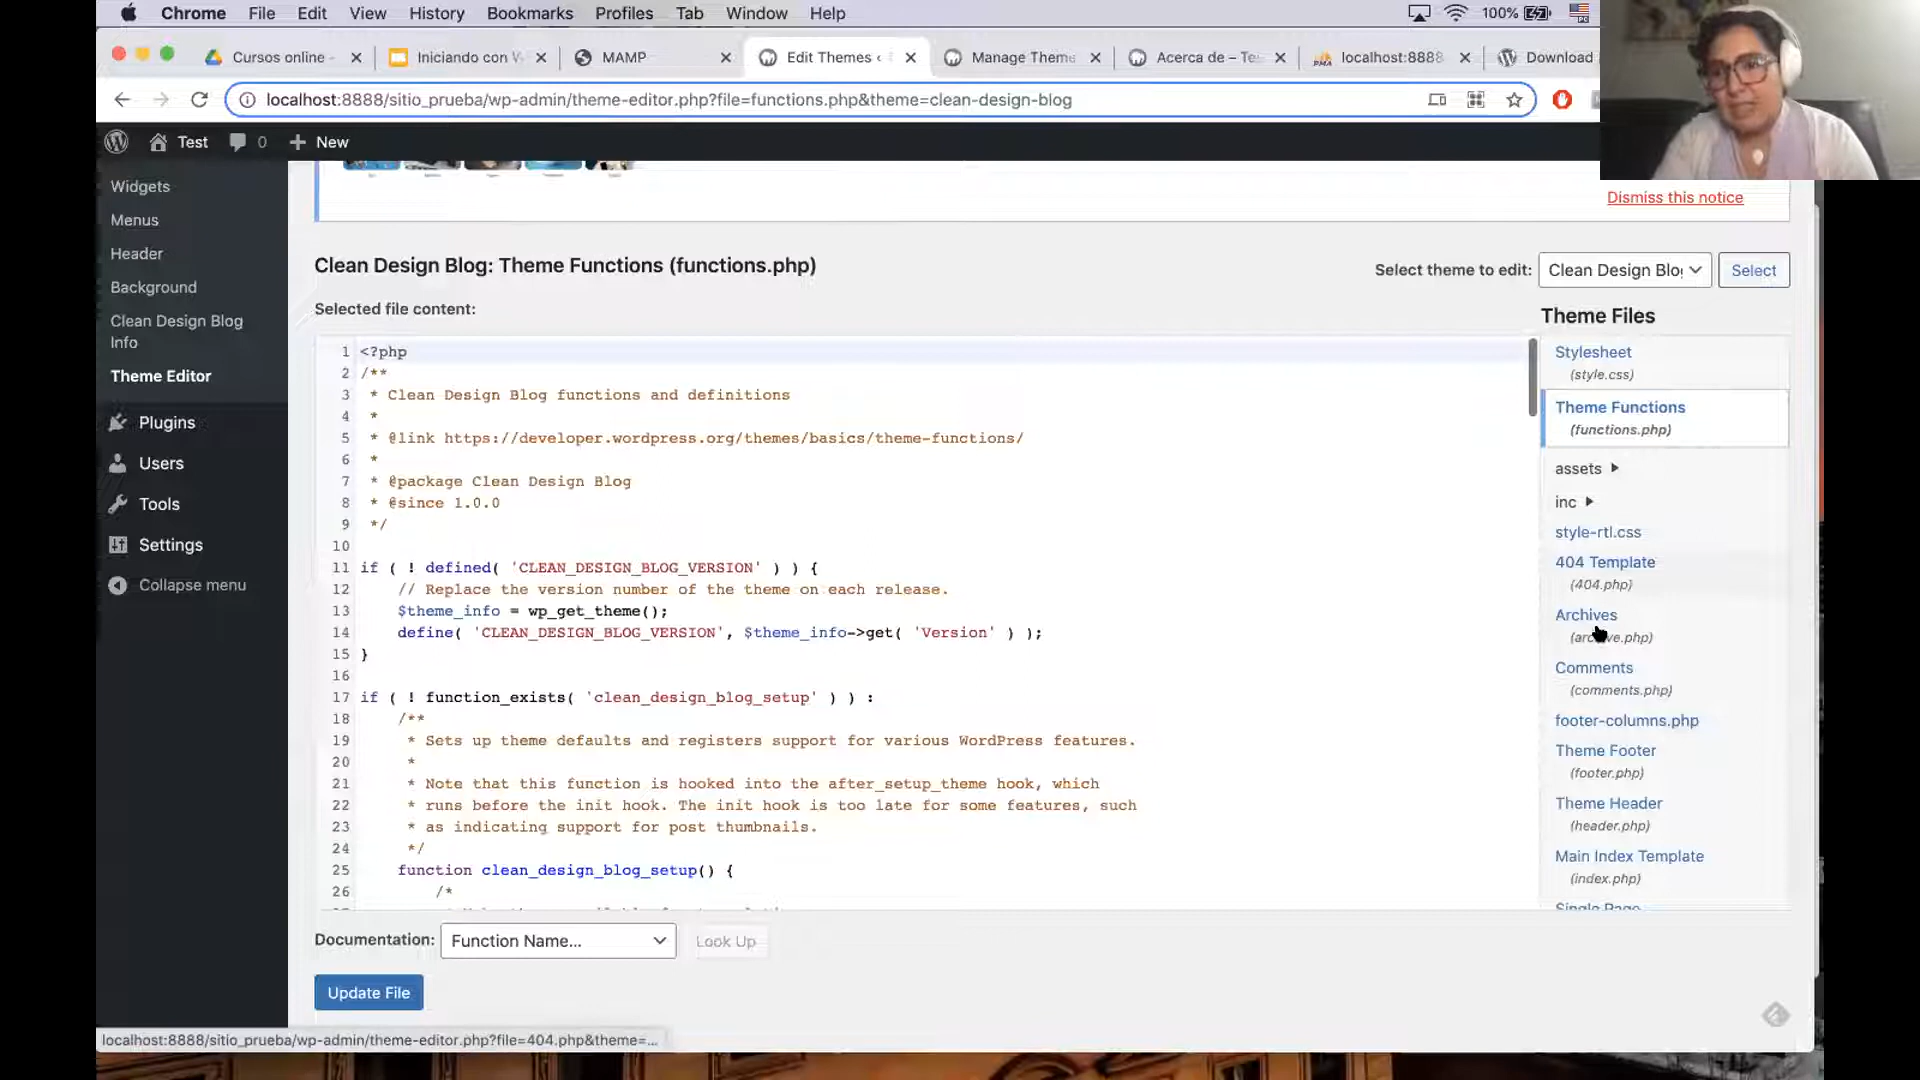 Chrome File Edit View History Bookmarks Profiles Tab Window Help 100%
Cursos online - Iniciando con W MAMP Edit Themes ‹ Manage Theme Acerca de – Te localhost:8888 Download
localhost:8888/sitio_prueba/wp-admin/theme-editor.php?file=functions.php&theme=clean-design-blog
Test 0 New
Widgets
Menus
Header
Background
Clean Design Blog
Info
Theme Editor
Plugins
Users
Tools
Settings
Collapse menu
Dismiss this notice
Clean Design Blog: Theme Functions (functions.php)
Select theme to edit: Clean Design Blo Select
Selected file content:
1 <?php
2 /**
3 * Clean Design Blog functions and definitions
4 *
5 * @link https://developer.wordpress.org/themes/basics/theme-functions/
6 *
7 * @package Clean Design Blog
8 * @since 1.0.0
9 */
10
11 if ( ! defined( 'CLEAN_DESIGN_BLOG_VERSION' ) ) {
12 // Replace the version number of the theme on each release.
13 $theme_info = wp_get_theme();
14 define( 'CLEAN_DESIGN_BLOG_VERSION', $theme_info->get( 'Version' ) );
15 }
16
17 if ( ! function_exists( 'clean_design_blog_setup' ) ) :
18 /**
19 * Sets up theme defaults and registers support for various WordPress features.
20 *
21 * Note that this function is hooked into the after_setup_theme hook, which
22 * runs before the init hook. The init hook is too late for some features, such
23 * as indicating support for post thumbnails.
24 */
25 function clean_design_blog_setup() {
26 /*
Theme Files
Stylesheet
(style.css)
Theme Functions
(functions.php)
assets
inc
style-rtl.css
404 Template
(404.php)
Archives
(archive.php)
Comments
(comments.php)
footer-columns.php
Theme Footer
(footer.php)
Theme Header
(header.php)
Main Index Template
(index.php)
Single Page
Documentation: Function Name... Look Up
Update File
localhost:8888/sitio_prueba/wp-admin/theme-editor.php?file=404.php&theme=...